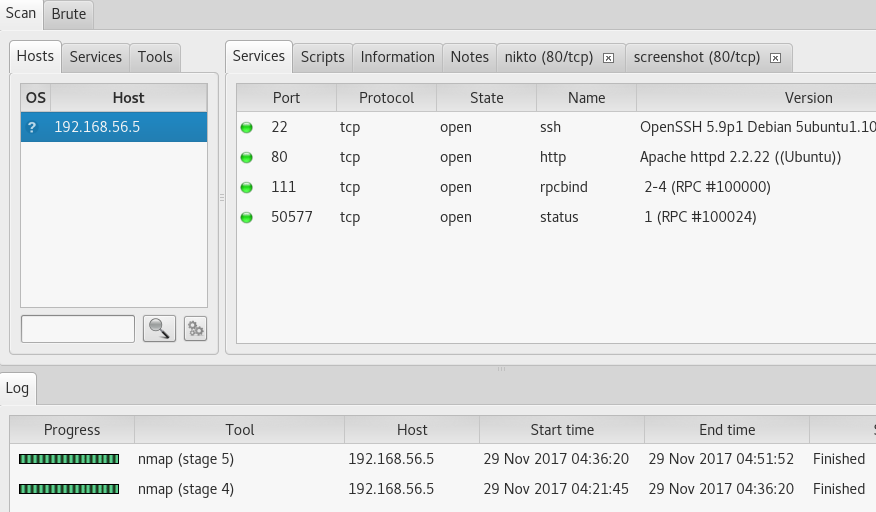 Scan Brute
Hosts Services Tools
OS Host
? 192.168.56.5
Services Scripts Information Notes nikto (80/tcp) screenshot (80/tcp)
Port Protocol State Name Version
22 tcp open ssh OpenSSH 5.9p1 Debian 5ubuntu1.10
80 tcp open http Apache httpd 2.2.22 ((Ubuntu))
111 tcp open rpcbind 2-4 (RPC #100000)
50577 tcp open status 1 (RPC #100024)
Log
Progress Tool Host Start time End time
nmap (stage 5) 192.168.56.5 29 Nov 2017 04:36:20 29 Nov 2017 04:51:52 Finished
nmap (stage 4) 192.168.56.5 29 Nov 2017 04:21:45 29 Nov 2017 04:36:20 Finished